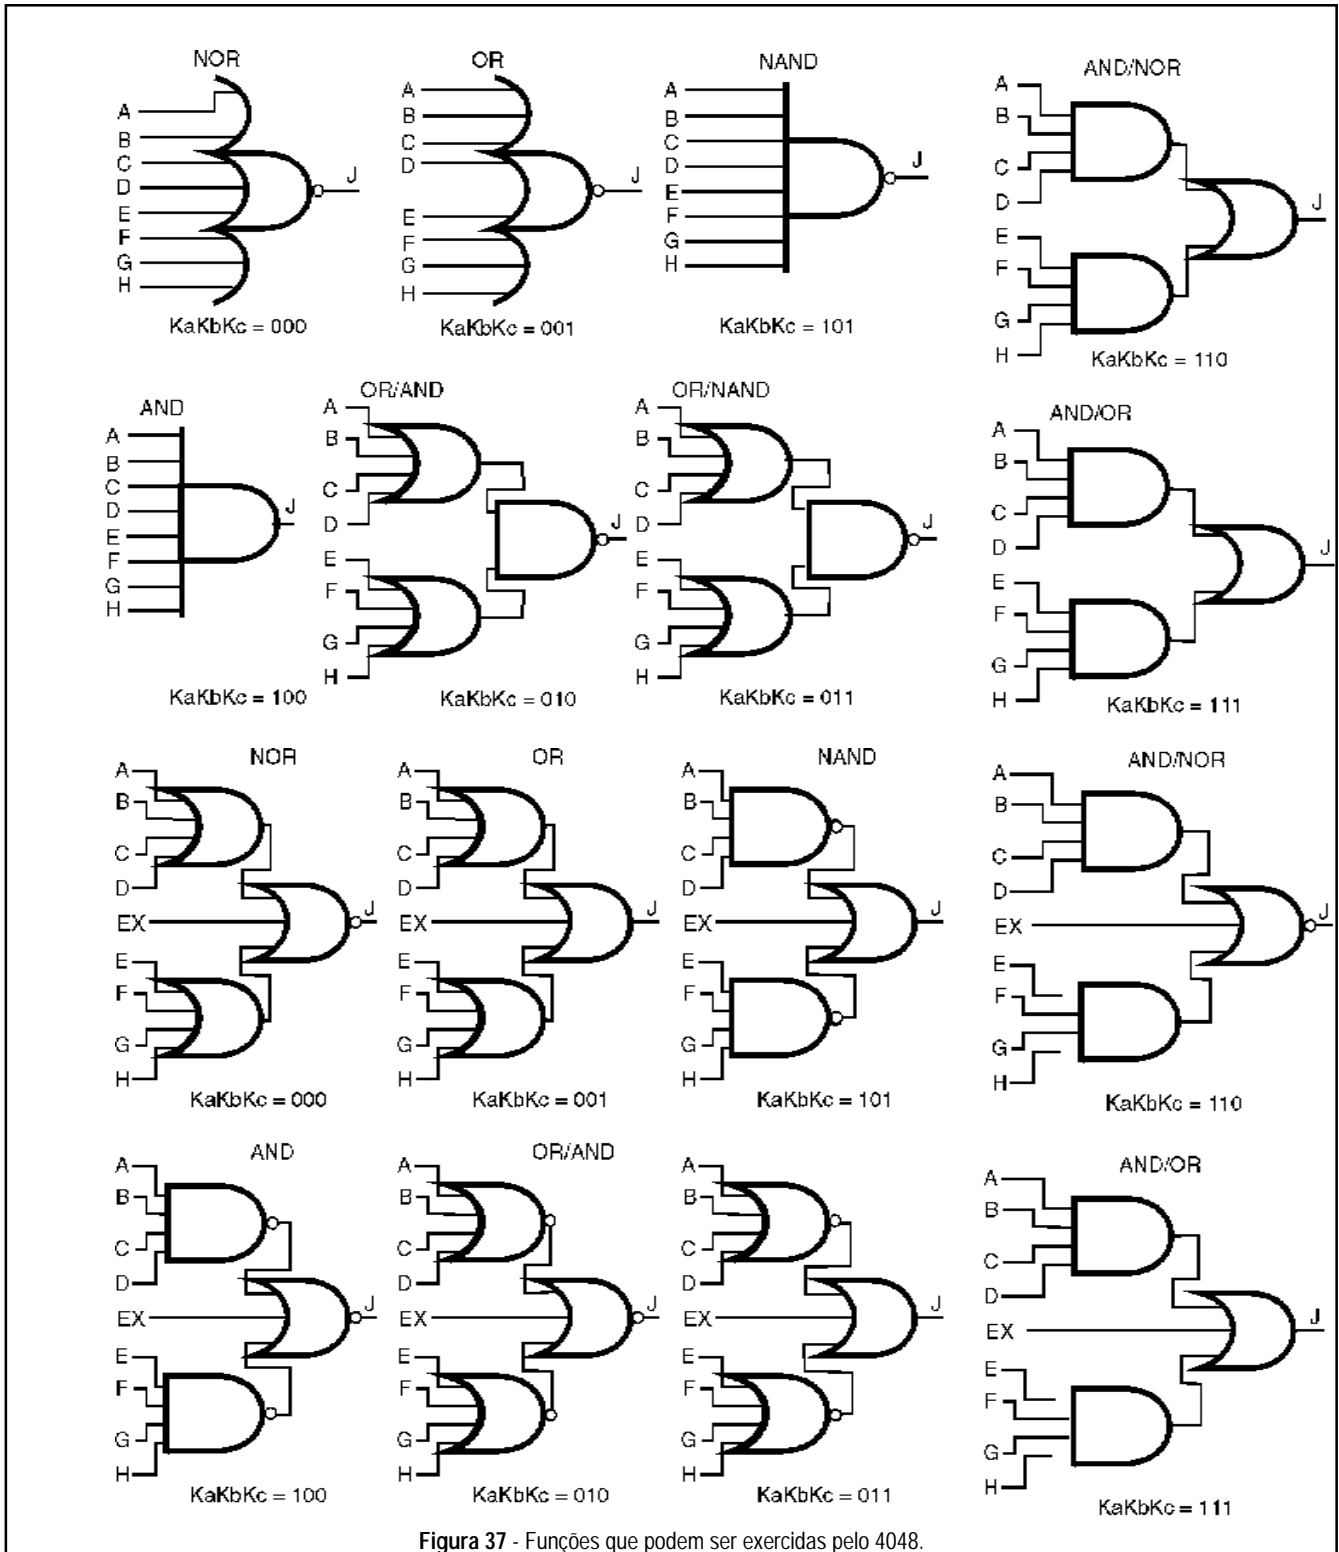 NOR
A
B
C
D
E
F
G
H
J
KaKbKc = 000
OR
A
B
C
D
E
F
G
H
J
KaKbKc = 001
NAND
A
B
C
D
E
F
G
H
J
KaKbKc = 101
AND/NOR
A
B
C
D
E
F
G
H
J
KaKbKc = 110
AND
A
B
C
D
E
F
G
H
J
KaKbKc = 100
OR/AND
A
B
C
D
E
F
G
H
J
KaKbKc = 010
OR/NAND
A
B
C
D
E
F
G
H
J
KaKbKc = 011
AND/OR
A
B
C
D
E
F
G
H
J
KaKbKc = 111
NOR
A
B
C
D
EX
E
F
G
H
J
KaKbKc = 000
OR
A
B
C
D
EX
E
F
G
H
J
KaKbKc = 001
NAND
A
B
C
D
EX
E
F
G
H
J
KaKbKc = 101
AND/NOR
A
B
C
D
EX
E
F
G
H
J
KaKbKc = 110
AND
A
B
C
D
EX
E
F
G
H
J
KaKbKc = 100
OR/AND
A
B
C
D
EX
E
F
G
H
J
KaKbKc = 010
A
B
C
D
EX
E
F
G
H
J
KaKbKc = 011
AND/OR
A
B
C
D
EX
E
F
G
H
J
KaKbKc = 111
Figura 37 - Funções que podem ser exercidas pelo 4048.